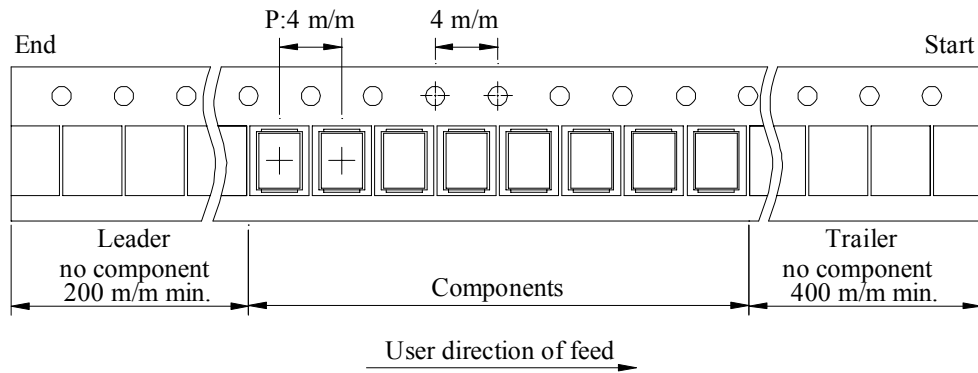 P:4 m/m
4 m/m
End
Start
Leader
no component
200 m/m min.
Components
Trailer
no component
400 m/m min.
User direction of feed